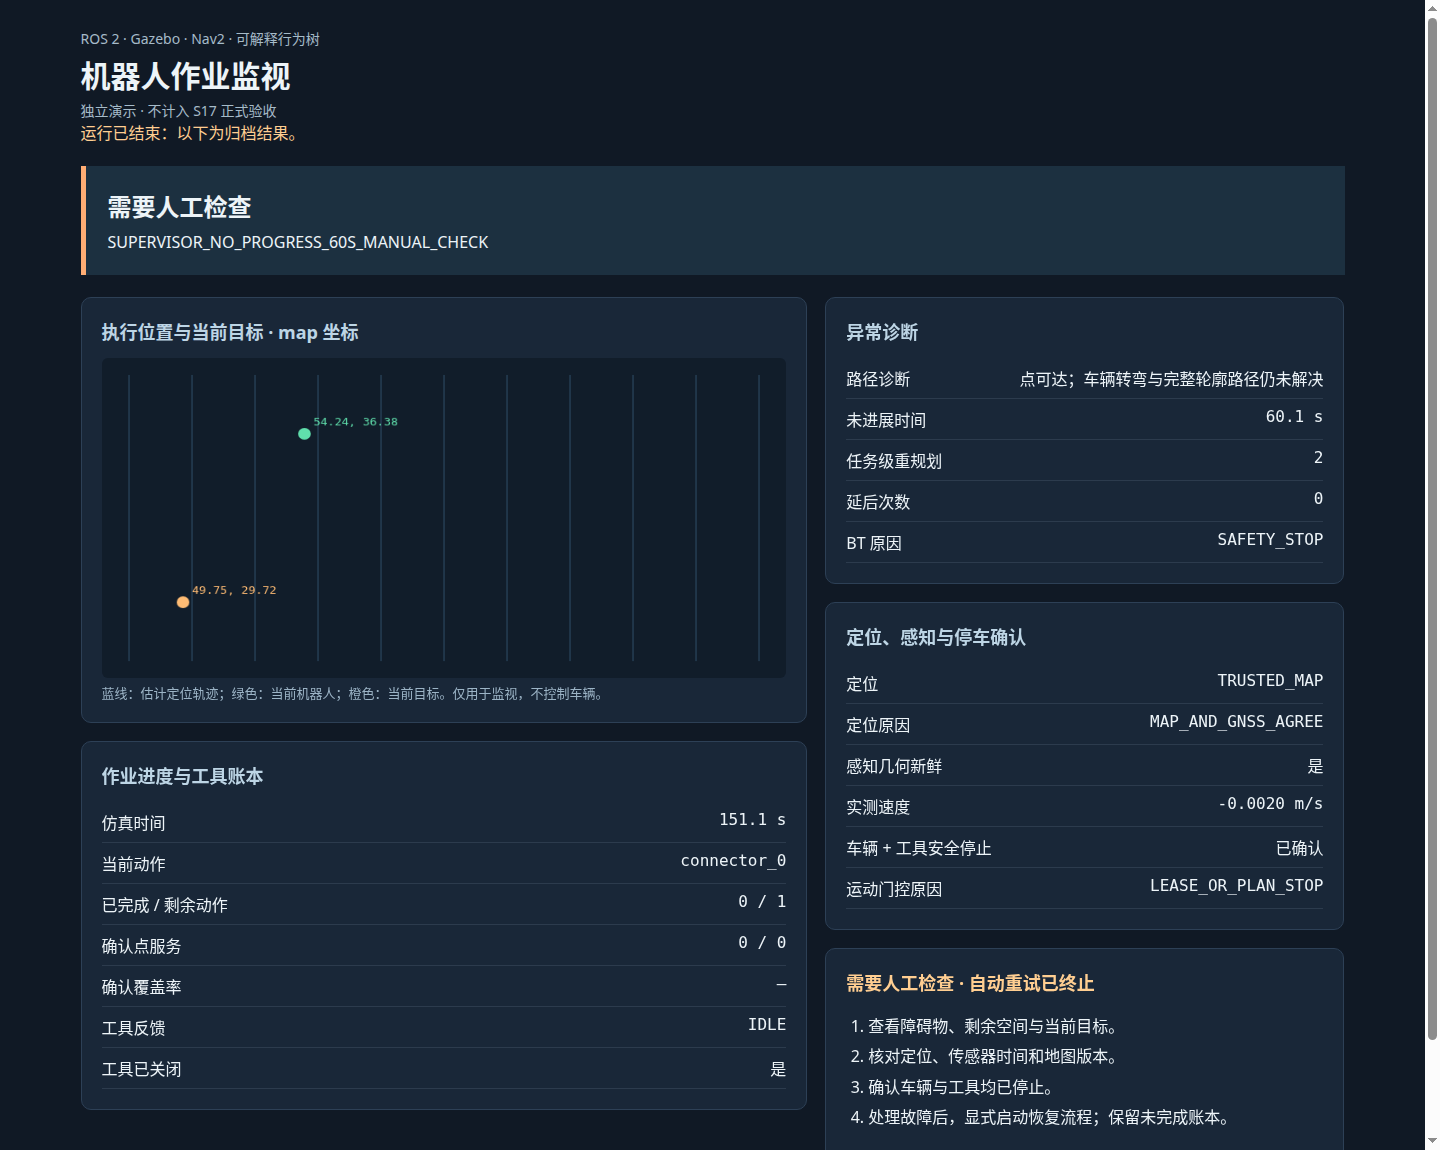 ROS 2 · Gazebo · Nav2 · 可解释行为树
机器人作业监视
独立演示 · 不计入 S17 正式验收
运行已结束：以下为归档结果。
需要人工检查
SUPERVISOR_NO_PROGRESS_60S_MANUAL_CHECK
执行位置与当前目标 · map 坐标
54.24, 36.38
49.75, 29.72
蓝线：估计定位轨迹；绿色：当前机器人；橙色：当前目标。仅用于监视，不控制车辆。
作业进度与工具账本
仿真时间 151.1 s
当前动作 connector_0
已完成 / 剩余动作 0 / 1
确认点服务 0 / 0
确认覆盖率 —
工具反馈 IDLE
工具已关闭 是
异常诊断
路径诊断 点可达；车辆转弯与完整轮廓路径仍未解决
未进展时间 60.1 s
任务级重规划 2
延后次数 0
BT 原因 SAFETY_STOP
定位、感知与停车确认
定位 TRUSTED_MAP
定位原因 MAP_AND_GNSS_AGREE
感知几何新鲜 是
实测速度 -0.0020 m/s
车辆 + 工具安全停止 已确认
运动门控原因 LEASE_OR_PLAN_STOP
需要人工检查 · 自动重试已终止
1. 查看障碍物、剩余空间与当前目标。
2. 核对定位、传感器时间和地图版本。
3. 确认车辆与工具均已停止。
4. 处理故障后，显式启动恢复流程；保留未完成账本。